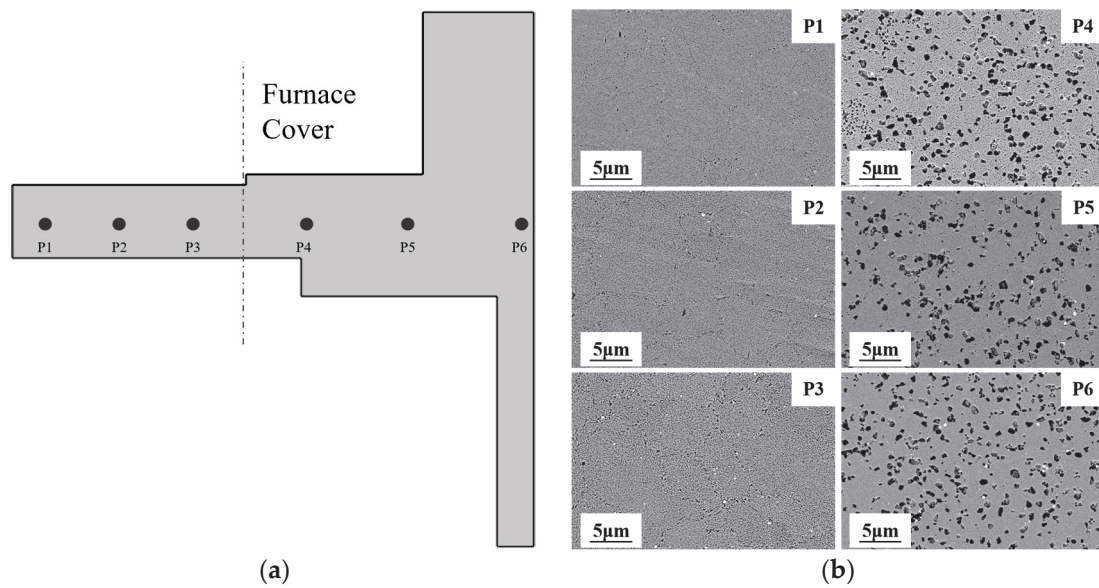 Furnace
Cover
P1 P2 P3 P4 P5 P6
(a)
P1
5μm
P4
5μm
P2
5μm
P5
5μm
P3
5μm
P6
5μm
(b)